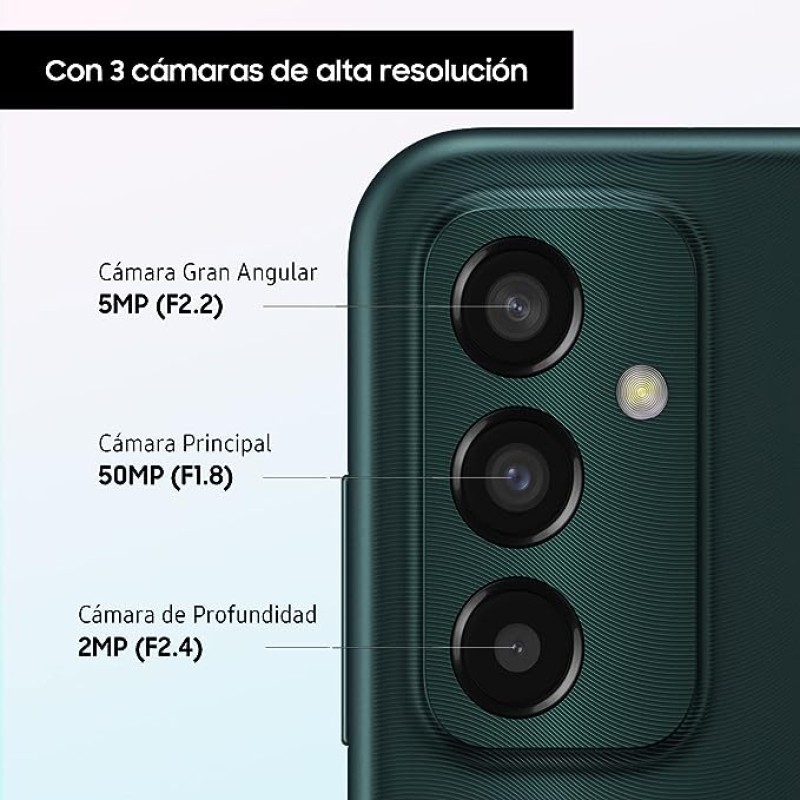 Con 3 cámaras de alta resolución
Cámara Gran Angular
5MP (F2.2)
Cámara Principal
50MP (F1.8)
Cámara de Profundidad
2MP (F2.4)